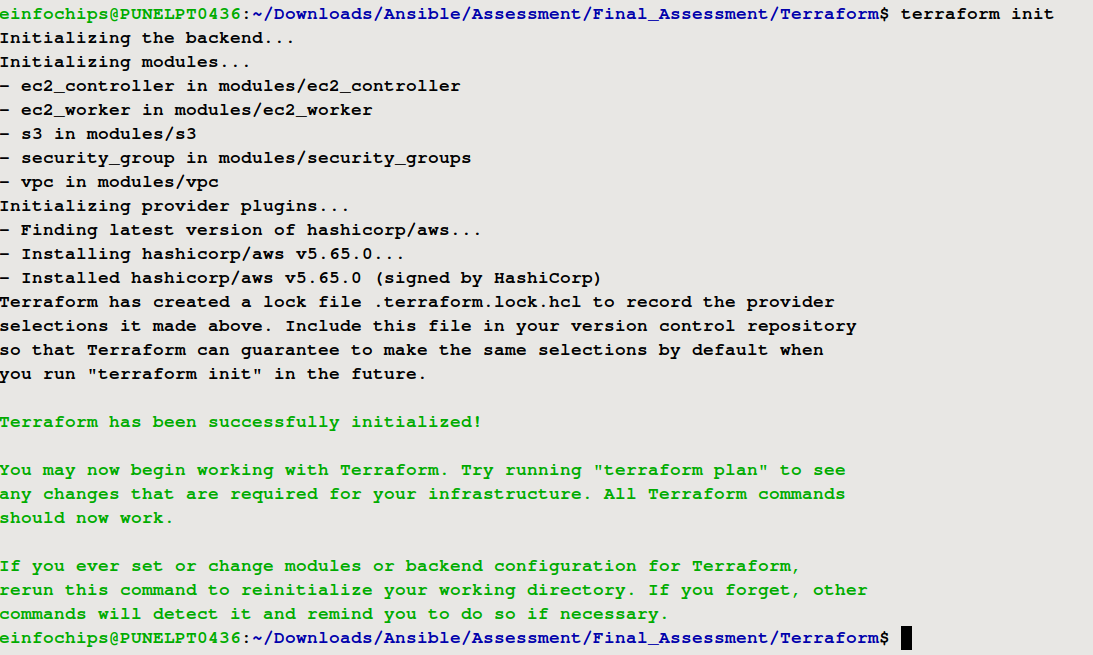 einfochips@PUNELPT0436:~/Downloads/Ansible/Assessment/Final_Assessment/Terraform$ terraform init
Initializing the backend...
Initializing modules...
- ec2_controller in modules/ec2_controller
- ec2_worker in modules/ec2_worker
- s3 in modules/s3
- security_group in modules/security_groups
- vpc in modules/vpc
Initializing provider plugins...
- Finding latest version of hashicorp/aws...
- Installing hashicorp/aws v5.65.0...
- Installed hashicorp/aws v5.65.0 (signed by HashiCorp)
Terraform has created a lock file .terraform.lock.hcl to record the provider
selections it made above. Include this file in your version control repository
so that Terraform can guarantee to make the same selections by default when
you run "terraform init" in the future.

Terraform has been successfully initialized!

You may now begin working with Terraform. Try running "terraform plan" to see
any changes that are required for your infrastructure. All Terraform commands
should now work.

If you ever set or change modules or backend configuration for Terraform,
rerun this command to reinitialize your working directory. If you forget, other
commands will detect it and remind you to do so if necessary.
einfochips@PUNELPT0436:~/Downloads/Ansible/Assessment/Final_Assessment/Terraform$